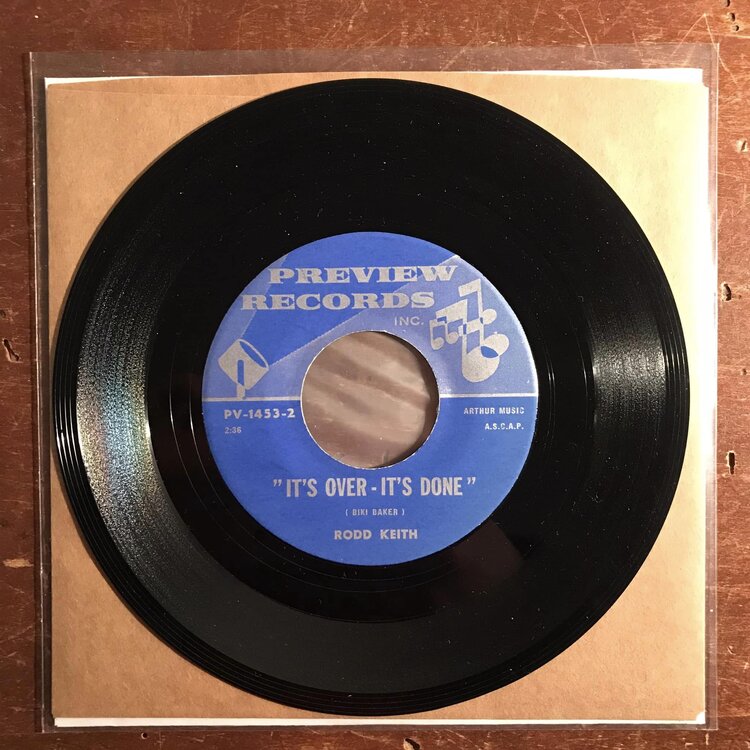 PREVIEW
RECORDS
INC.
PV-1453-2
2:36
ARTHUR MUSIC
A.S.C.A.P.
"IT'S OVER - IT'S DONE"
( BIKI BAKER )
RODD KEITH